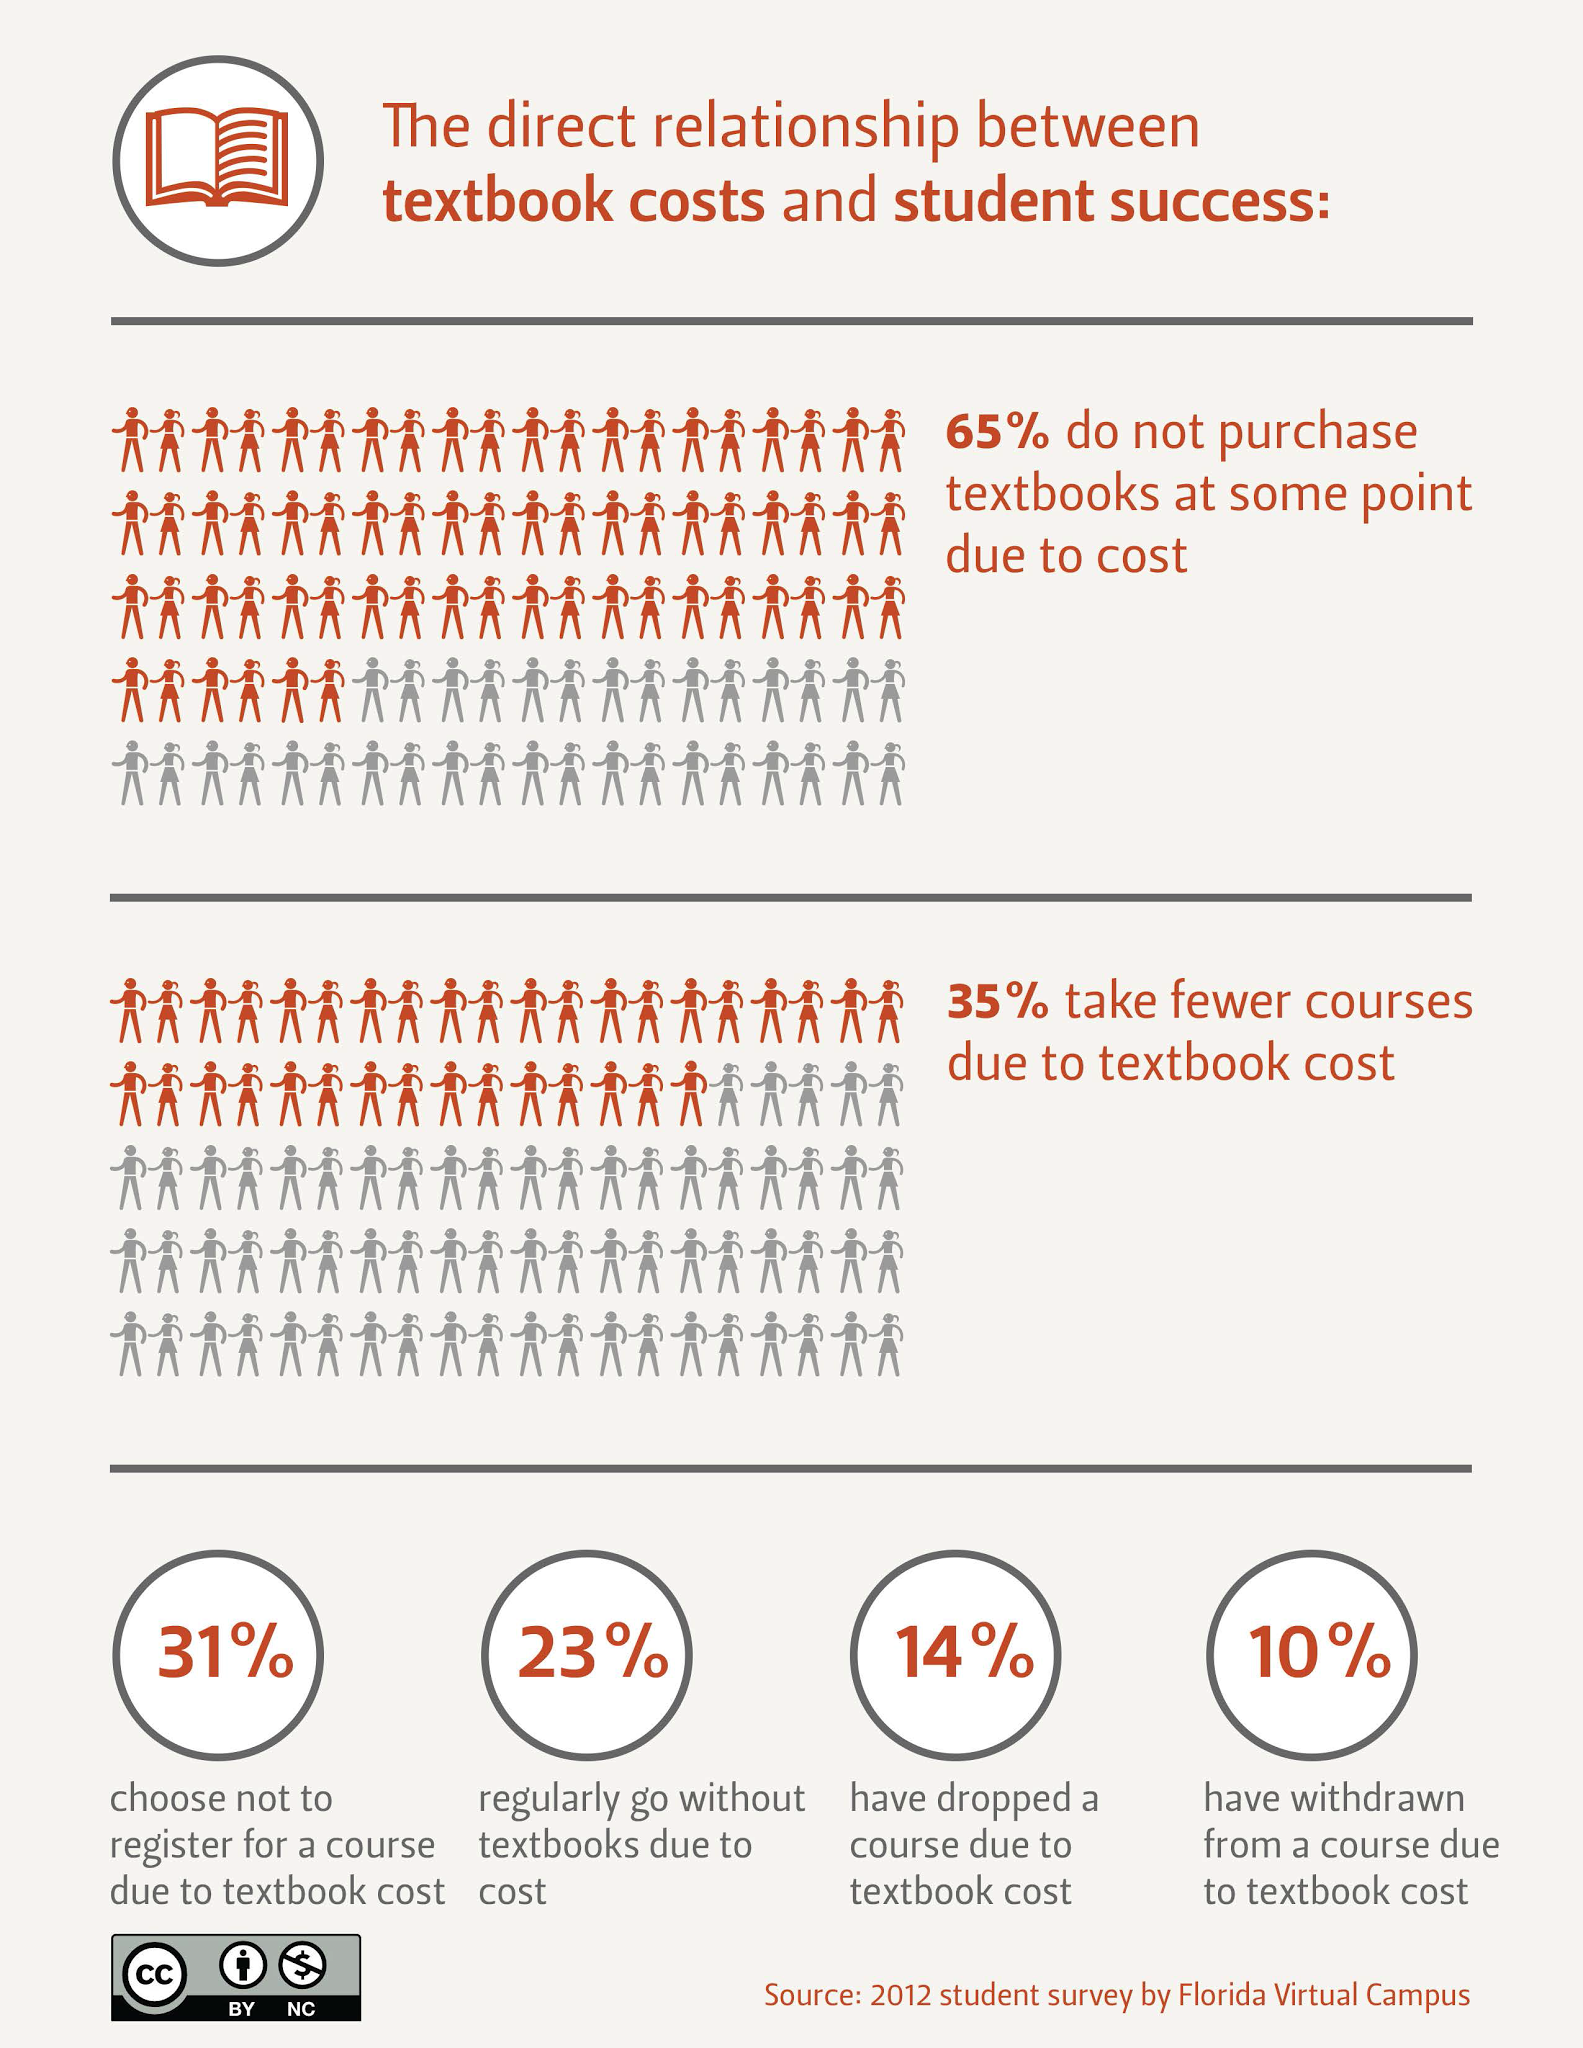 The direct relationship between
textbook costs and student success:
65% do not purchase
textbooks at some point
due to cost
35% take fewer courses
due to textbook cost
31%
choose not to
register for a course
due to textbook cost
23%
regularly go without
textbooks due to
cost
14%
have dropped a
course due to
textbook cost
10%
have withdrawn
from a course due
to textbook cost
cc
BY NC
Source: 2012 student survey by Florida Virtual Campus